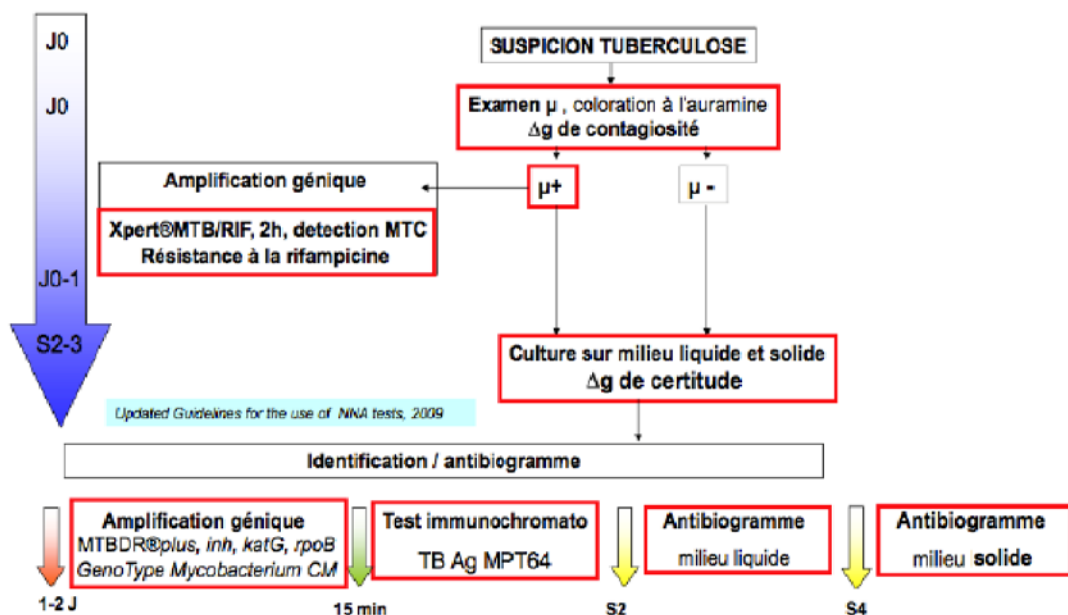 J0
SUSPICION TUBERCULOSE
J0
Examen µ , coloration à l'auramine
Δg de contagiosité
Amplification génique
µ+
µ -
Xpert®MTB/RIF, 2h, detection MTC
Résistance à la rifampicine
J0-1
S2-3
Culture sur milieu liquide et solide
Δg de certitude
Updated Guidelines for the use of NNA tests, 2009
Identification / antibiogramme
Amplification génique
MTBDR®plus, inh, katG, rpoB
GenoType Mycobacterium CM
Test immunochromato
TB Ag MPT64
Antibiogramme
milieu liquide
Antibiogramme
milieu solide
1-2 J
15 min
S2
S4